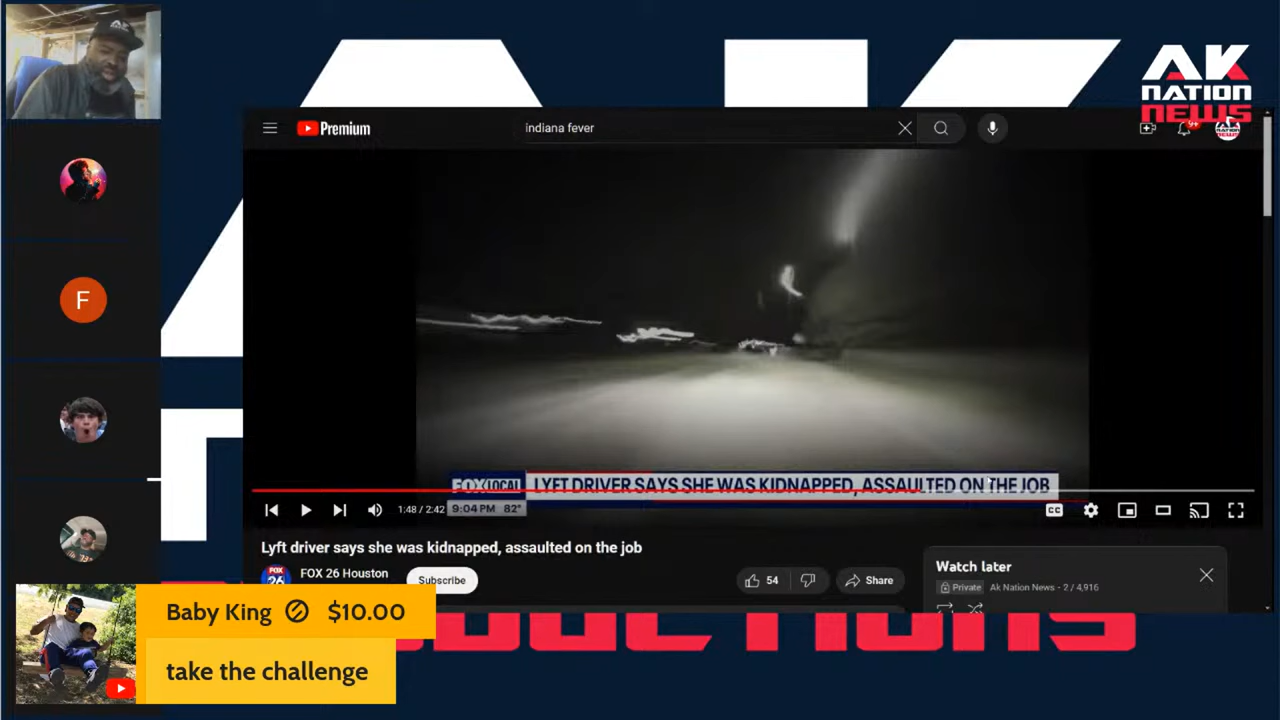 AK
NATION
NEWS
Premium
indiana fever
9+
FOX LOCAL
LYFT DRIVER SAYS SHE WAS KIDNAPPED, ASSAULTED ON THE JOB
1:48 / 2:42
9:04 PM 82°
CC
Lyft driver says she was kidnapped, assaulted on the job
FOX 26 Houston
Subscribe
54
Share
Watch later
Private
Ak Nation News - 2 / 4,916
F
Baby King
$10.00
take the challenge